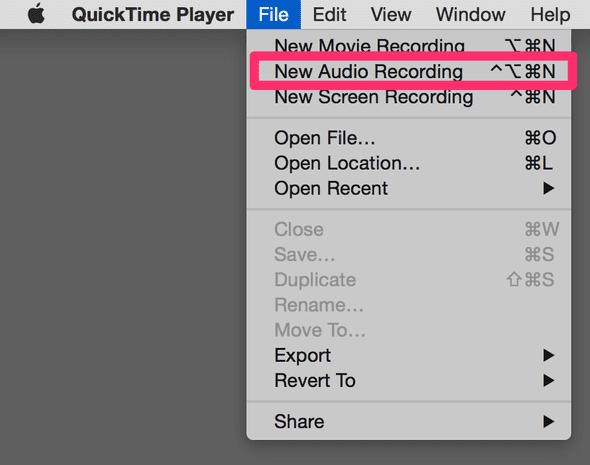 QuickTime Player File Edit View Window Help
New Movie Recording ⌥⌘N
New Audio Recording ^⌥⌘N
New Screen Recording ^⌘N
Open File... ⌘O
Open Location... ⌘L
Open Recent ▶
Close ⌘W
Save... ⌘S
Duplicate ⇧⌘S
Rename...
Move To...
Export ▶
Revert To ▶
Share ▶